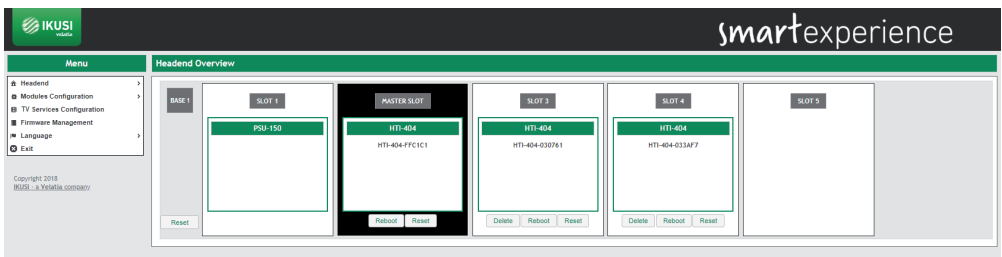 IKUSI
velatia
smartexperience
Menu
Headend
Modules Configuration
TV Services Configuration
Firmware Management
Language
Exit
Copyright 2018
IKUSI - a Velatia company
Headend Overview
BASE 1
Reset
SLOT 1
PSU-150
MASTER SLOT
HTI-404
HTI-404-FFC1C1
Reboot Reset
SLOT 3
HTI-404
HTI-404-030761
Delete Reboot Reset
SLOT 4
HTI-404
HTI-404-033AF7
Delete Reboot Reset
SLOT 5